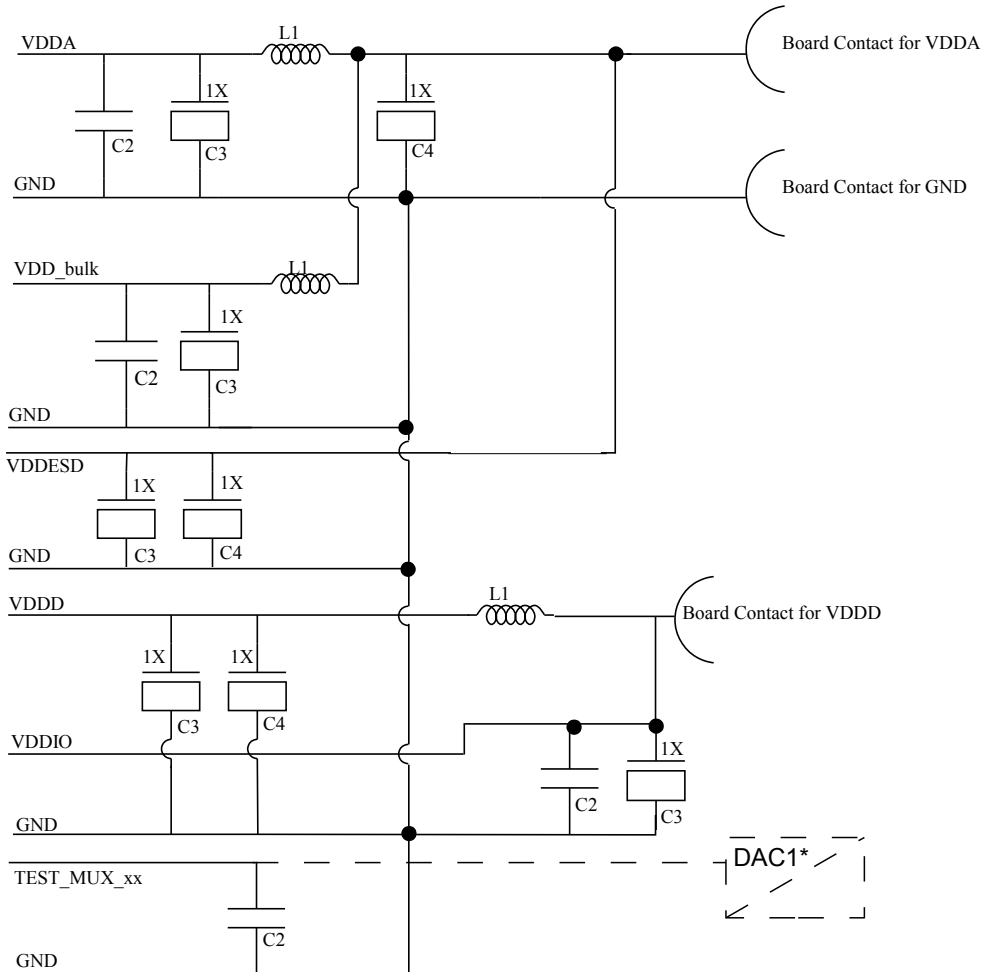 L1
VDDA
Board Contact for VDDA
1X
1X
C2
C3
C4
GND
Board Contact for GND
VDD_bulk
L1
1X
C2
C3
GND
VDDESD
1X
1X
C3
C4
GND
VDDD
L1
Board Contact for VDDD
1X
1X
C3
C4
VDDIO
1X
C2
C3
GND
DAC1*
TEST_MUX_xx
C2
GND